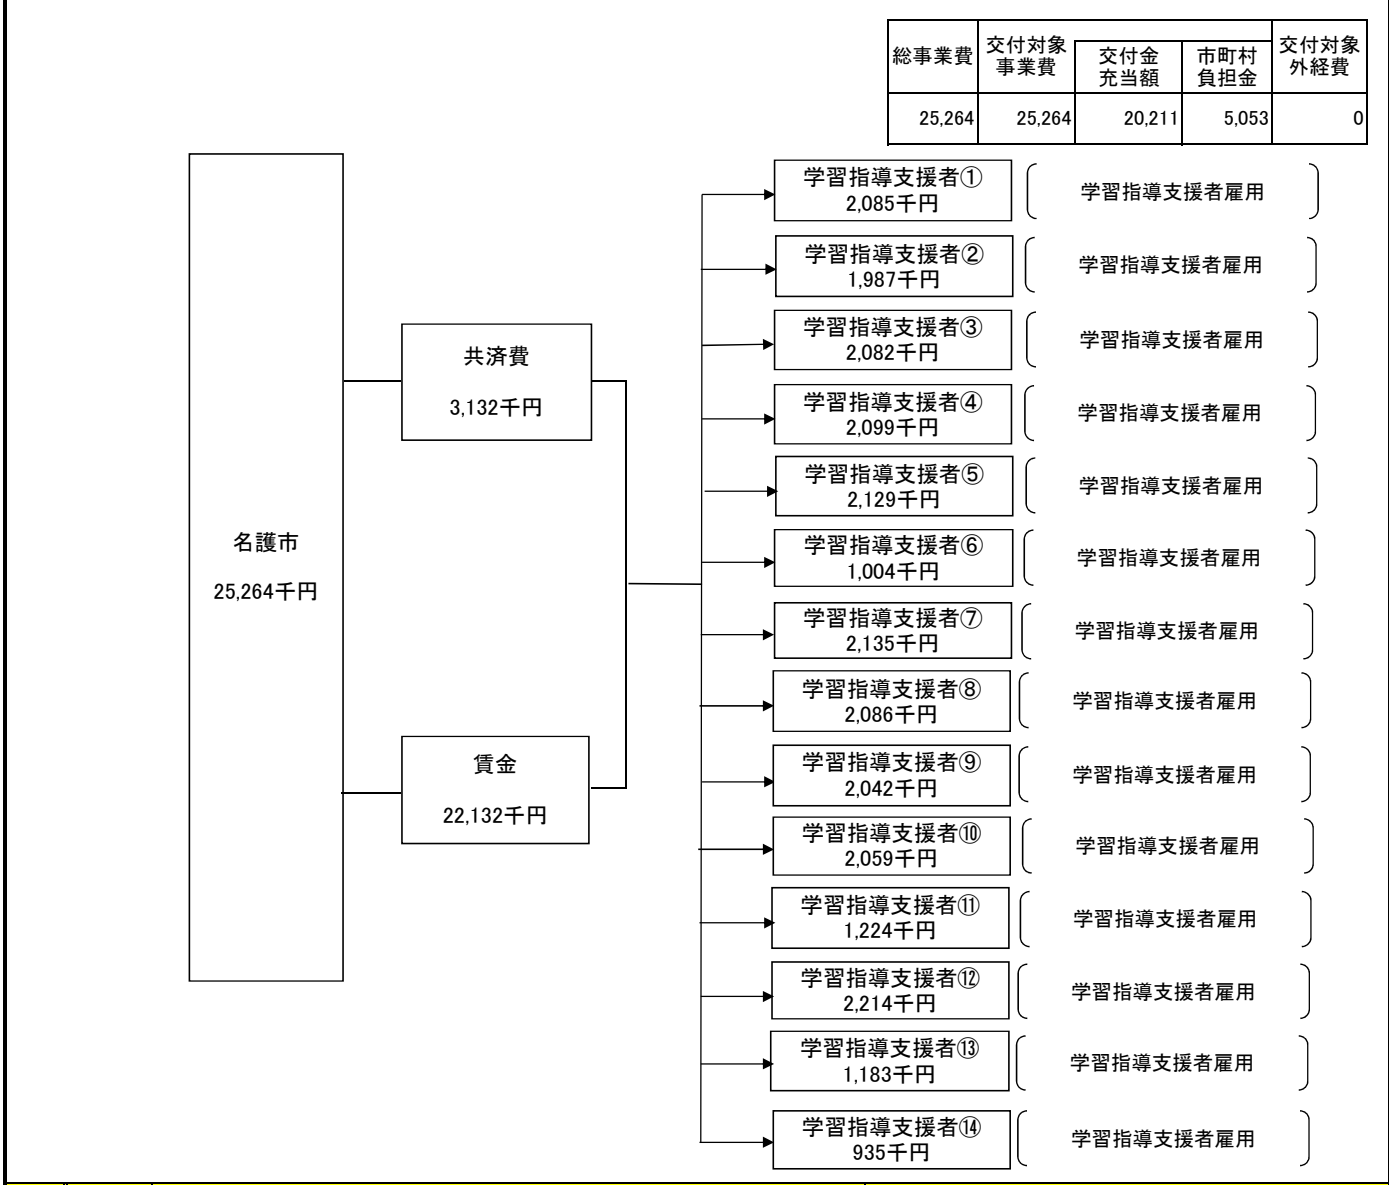 総事業費
交付対象
事業費
交付金
充当額
市町村
負担金
交付対象
外経費
25,264
25,264
20,211
5,053
0
名護市
25,264千円
共済費
3,132千円
賃金
22,132千円
学習指導支援者①
2,085千円
学習指導支援者雇用
学習指導支援者②
1,987千円
学習指導支援者雇用
学習指導支援者③
2,082千円
学習指導支援者雇用
学習指導支援者④
2,099千円
学習指導支援者雇用
学習指導支援者⑤
2,129千円
学習指導支援者雇用
学習指導支援者⑥
1,004千円
学習指導支援者雇用
学習指導支援者⑦
2,135千円
学習指導支援者雇用
学習指導支援者⑧
2,086千円
学習指導支援者雇用
学習指導支援者⑨
2,042千円
学習指導支援者雇用
学習指導支援者⑩
2,059千円
学習指導支援者雇用
学習指導支援者⑪
1,224千円
学習指導支援者雇用
学習指導支援者⑫
2,214千円
学習指導支援者雇用
学習指導支援者⑬
1,183千円
学習指導支援者雇用
学習指導支援者⑭
935千円
学習指導支援者雇用